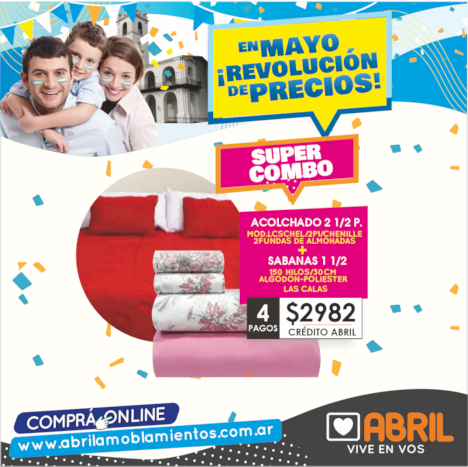 EN MAYO
¡REVOLUCIÓN
DE PRECIOS!
SUPER
COMBO
ACOLCHADO 2 1/2 P.
MOD.LCSCHEL/2P1/CHENILLE
2FUNDAS DE ALMOHADAS
+
SABANAS 1 1/2
150 HILOS/30CM
ALGODON-POLIESTER
LAS CALAS
4 PAGOS
$2982
CRÉDITO ABRIL
COMPRÁ ONLINE
www.abrilamoblamientos.com.ar
ABRIL
VIVE EN VOS